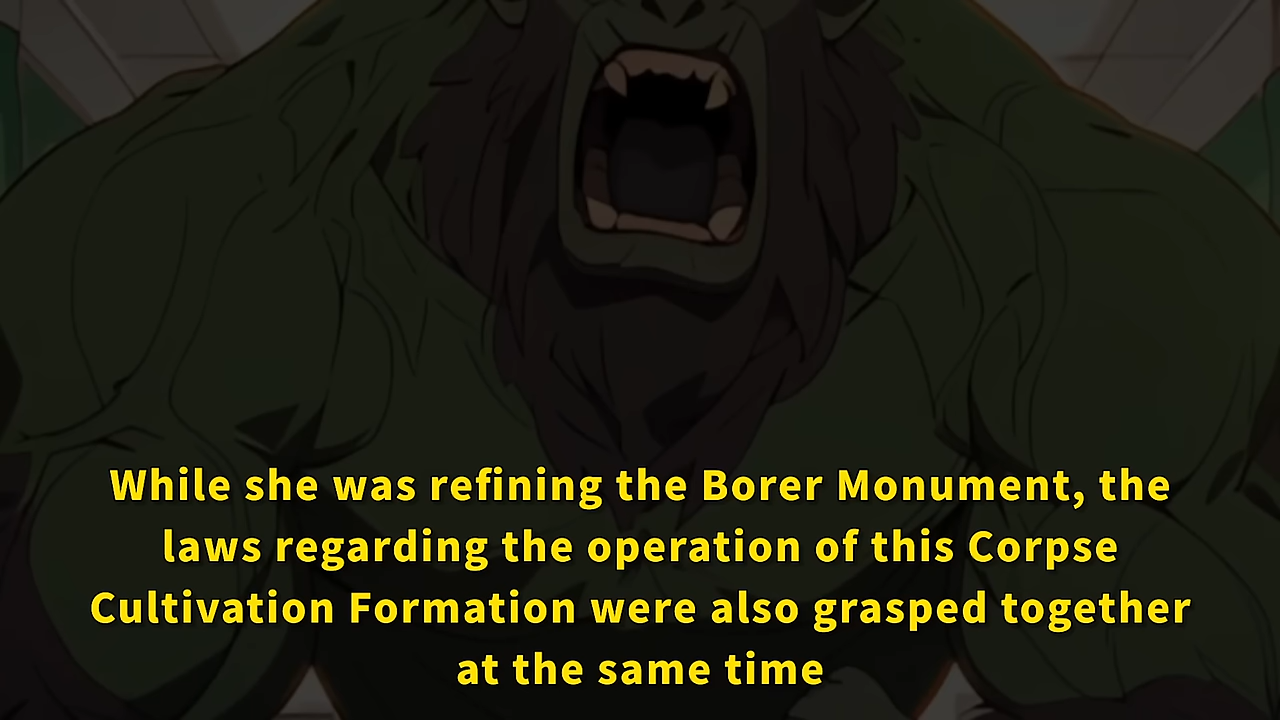 While she was refining the Borer Monument, the
laws regarding the operation of this Corpse
Cultivation Formation were also grasped together
at the same time